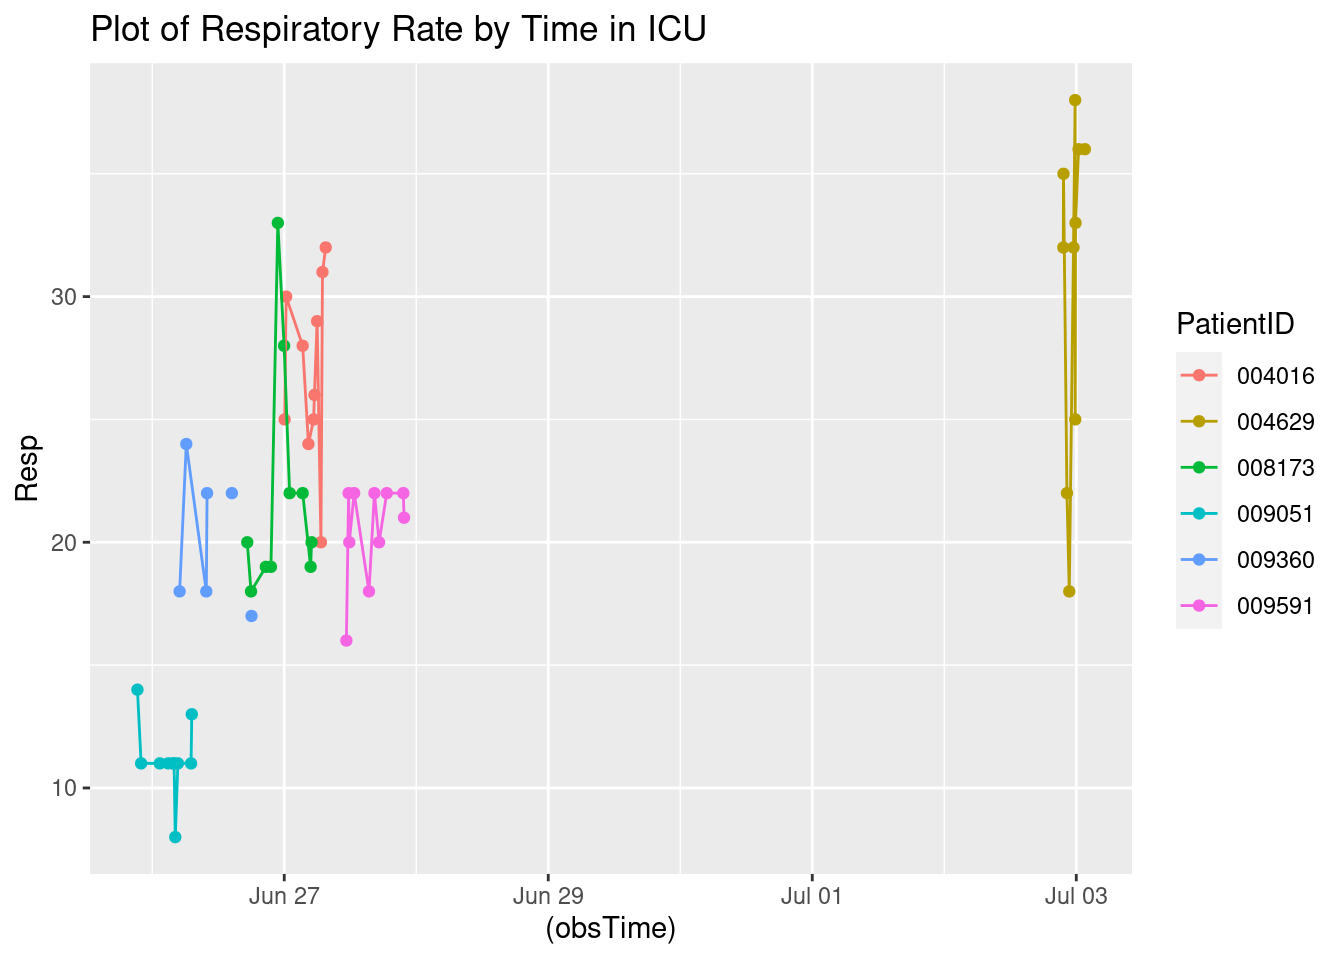 Plot of Respiratory Rate by Time in ICU
Resp
30
20
10
Jun 27
Jun 29
Jul 01
Jul 03
(obsTime)
PatientID
004016
004629
008173
009051
009360
009591